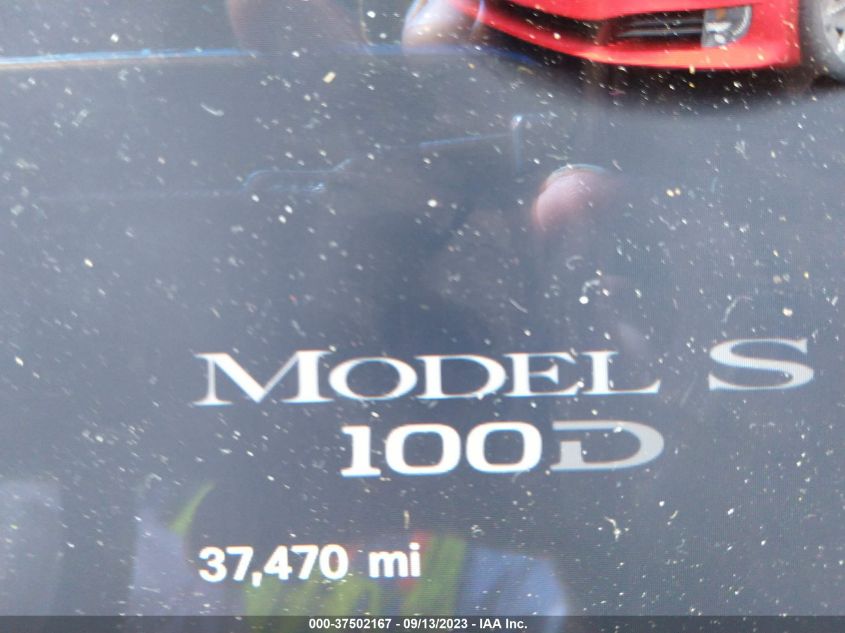 MODEL S
100D
37,470 mi
000-37502167 - 09/13/2023 - IAA Inc.